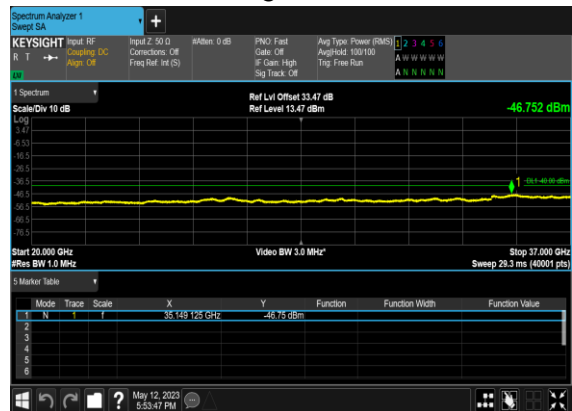 Spectrum Analyzer 1
Swept SA
+
KEYSIGHT Input: RF Input Z: 50 Ω #Atten: 0 dB PNO: Fast Avg Type: Power (RMS) 1 2 3 4 5 6
R T Coupling: DC Corrections: Off Gate: Off Avg|Hold: 100/100 A W W W W W
Align: Off Freq Ref: Int (S) IF Gain: High Trig: Free Run
Sig Track: Off A N N N N N
1 Spectrum Ref Lvl Offset 33.47 dB
Scale/Div 10 dB Ref Level 13.47 dBm -46.752 dBm
Log
3.47
-6.53
-16.5
-26.5
-36.5 1 DL1 -40.00 dBm
-46.5
-56.5
-66.5
-76.5
Start 20.000 GHz Video BW 3.0 MHz* Stop 37.000 GHz
#Res BW 1.0 MHz Sweep 29.3 ms (40001 pts)
5 Marker Table
Mode Trace Scale X Y Function Function Width Function Value
1 N 1 f 35.149 125 GHz -46.75 dBm
2
3
4
5
6
? May 12, 2023
5:53:47 PM